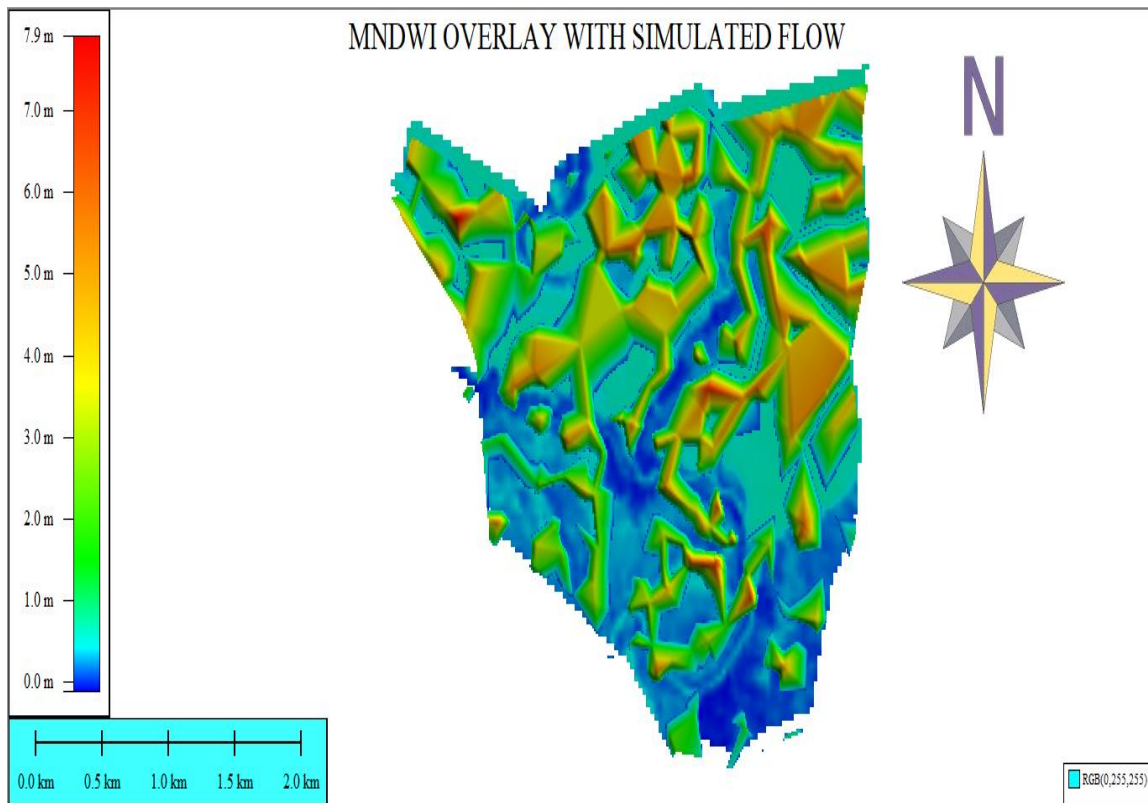 MNDWI OVERLAY WITH SIMULATED FLOW
N
7.9 m
7.0 m
6.0 m
5.0 m
4.0 m
3.0 m
2.0 m
1.0 m
0.0 m
0.0 km 0.5 km 1.0 km 1.5 km 2.0 km
RGB(0,255,255)